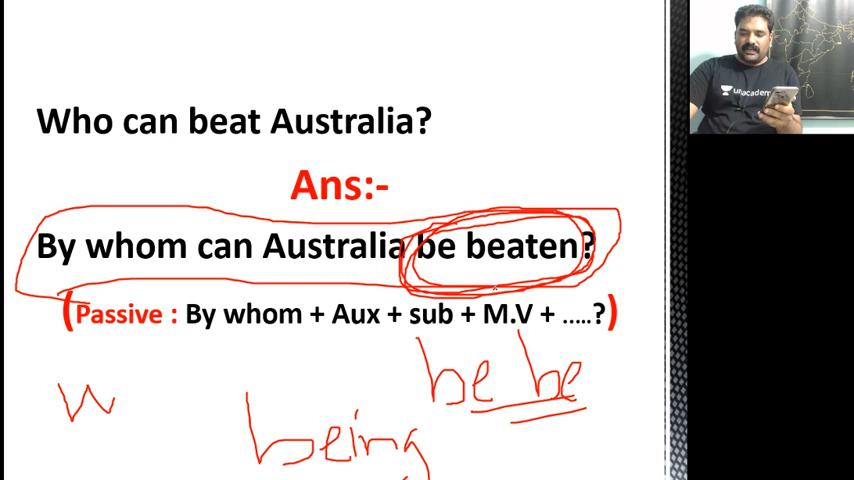 Who can beat Australia?
Ans:-
By whom can Australia be beaten?
(Passive : By whom + Aux + sub + M.V + .....?)
be be
W
being
unacademy